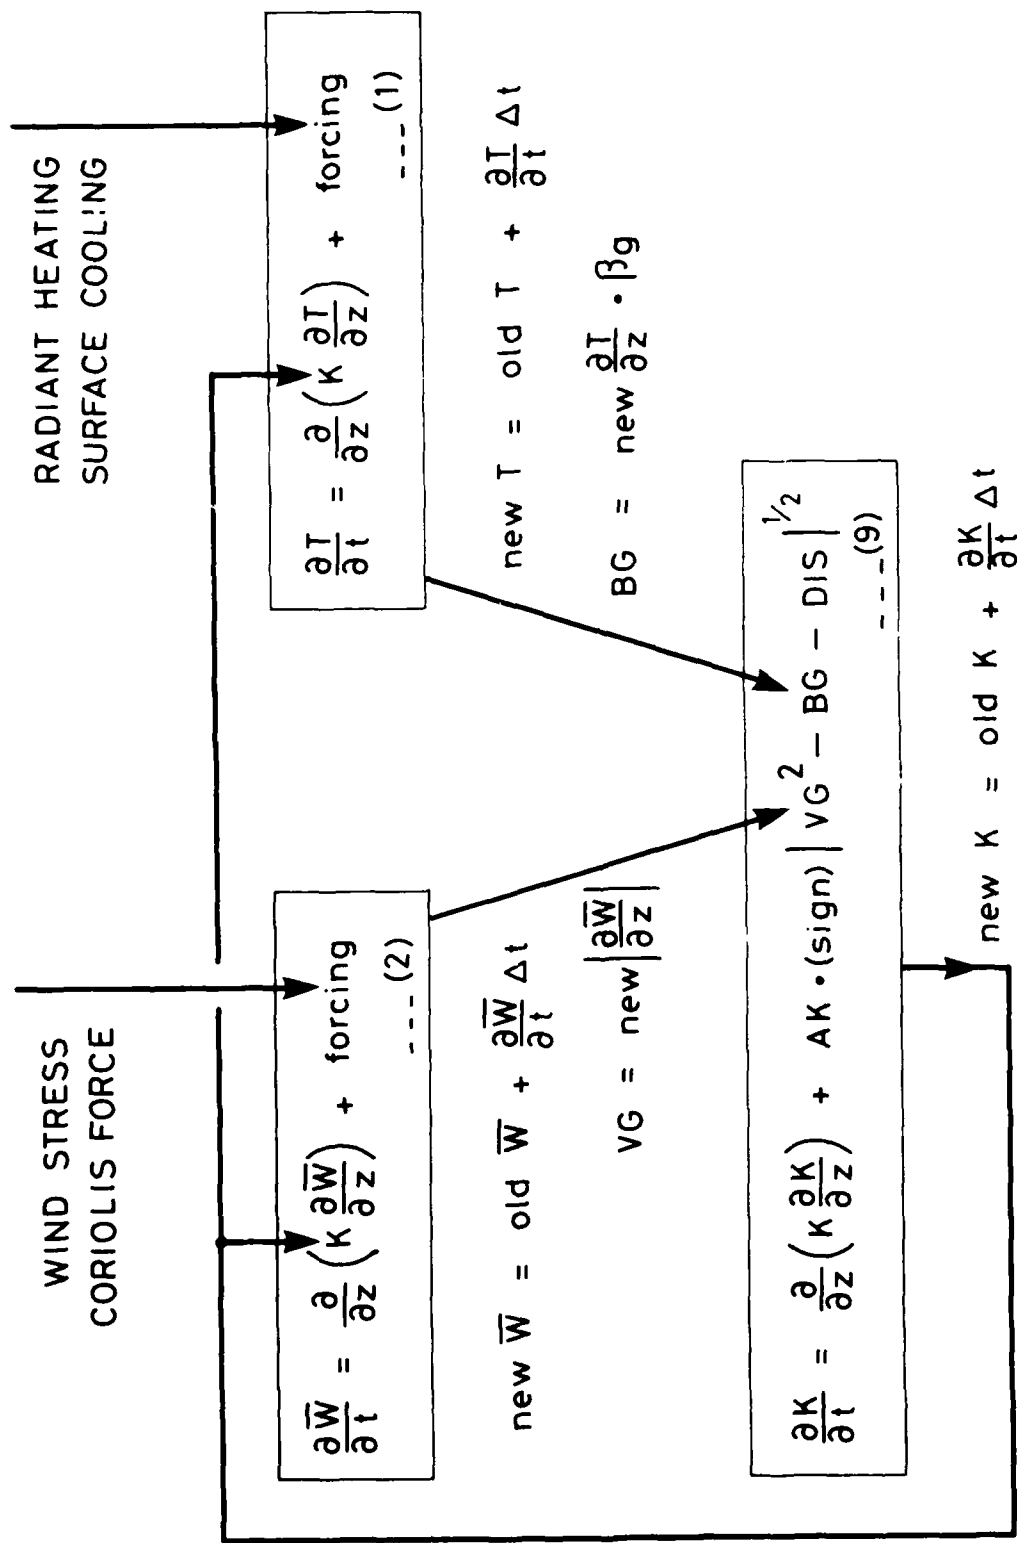 WIND STRESS
CORIOLIS FORCE
∂W̅/∂t = ∂/∂z (K ∂W̅/∂z) + forcing
---(2)
new W̅ = old W̅ + ∂W̅/∂t Δt
VG = new |∂W̅/∂z|
RADIANT HEATING
SURFACE COOLING
∂T/∂t = ∂/∂z (K ∂T/∂z) + forcing
---(1)
new T = old T + ∂T/∂t Δt
BG = new ∂T/∂z · βg
∂K/∂t = ∂/∂z (K ∂K/∂z) + AK·(sign) |VG² − BG − DIS|^1/2
---(9)
new K = old K + ∂K/∂t Δt